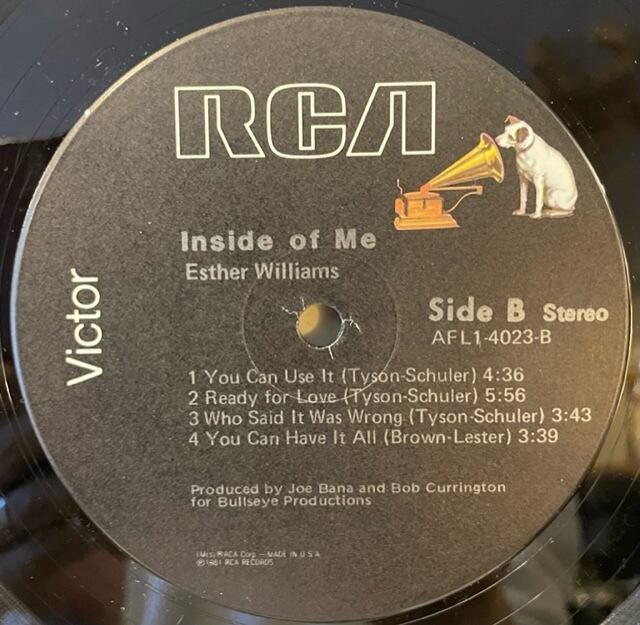 RCA
Victor
Inside of Me
Esther Williams
Side B Stereo
AFL1-4023-B
1 You Can Use It (Tyson-Schuler) 4:36
2 Ready for Love (Tyson-Schuler) 5:56
3 Who Said It Was Wrong (Tyson-Schuler) 3:43
4 You Can Have It All (Brown-Lester) 3:39
Produced by Joe Bana and Bob Currington
for Bullseye Productions
®RCA Corp — MADE IN U S A
℗1981 RCA RECORDS